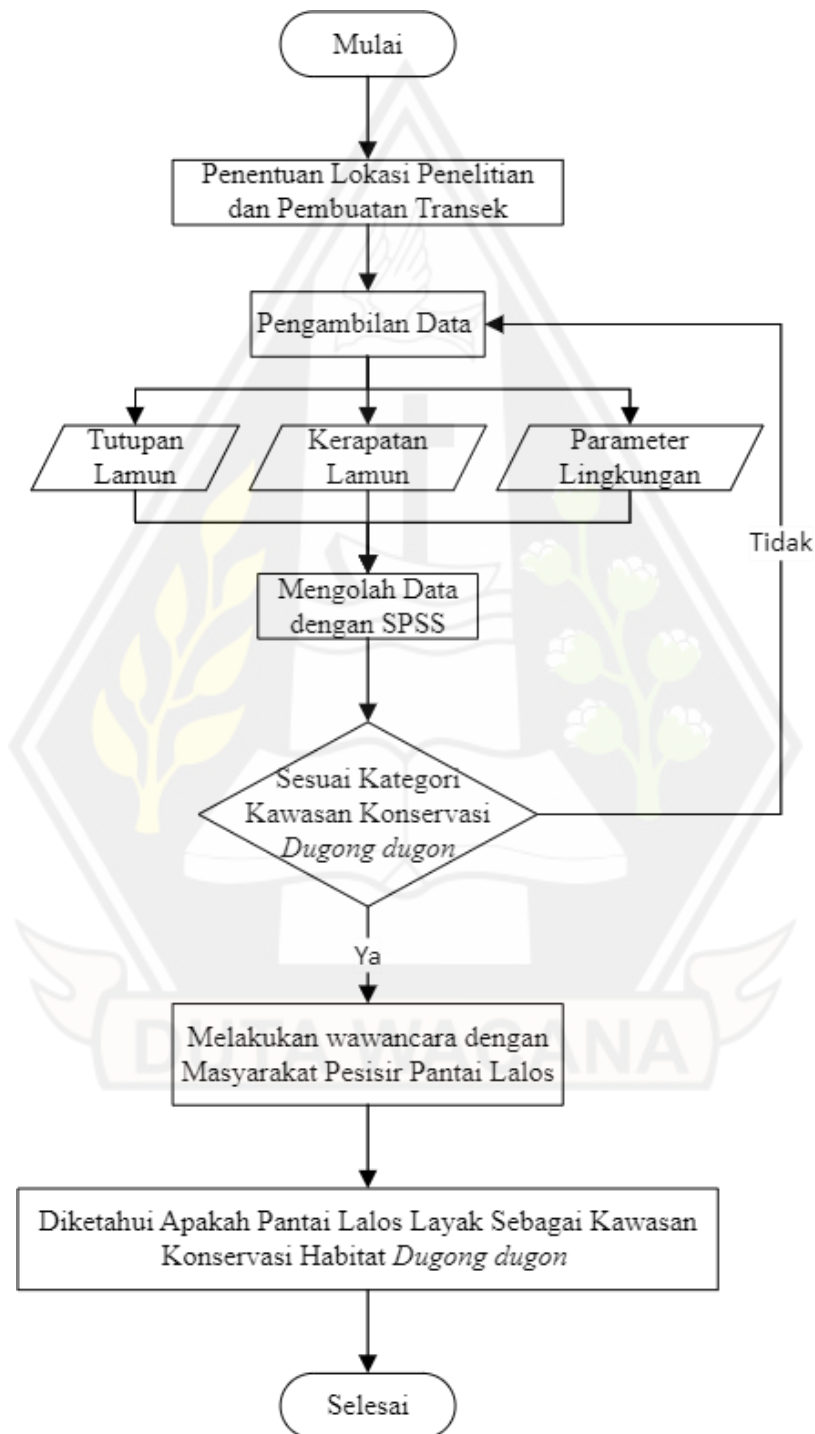 Mulai
Penentuan Lokasi Penelitian
dan Pembuatan Transek
Pengambilan Data
Tutupan
Lamun
Kerapatan
Lamun
Parameter
Lingkungan
Tidak
Mengolah Data
dengan SPSS
Sesuai Kategori
Kawasan Konservasi
Dugong dugon
Ya
Melakukan wawancara dengan
Masyarakat Pesisir Pantai Lalos
DUTA WACANA
Diketahui Apakah Pantai Lalos Layak Sebagai Kawasan
Konservasi Habitat Dugong dugon
Selesai